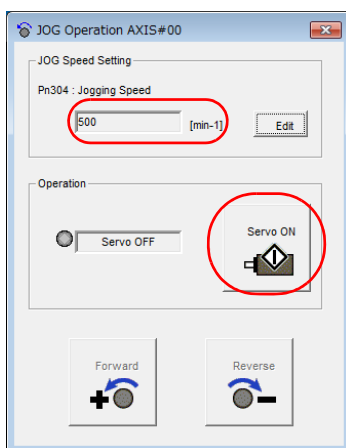 JOG Operation AXIS#00
JOG Speed Setting
Pn304 : Jogging Speed
500 [min-1] Edit
Operation
Servo OFF
Servo ON
Forward Reverse